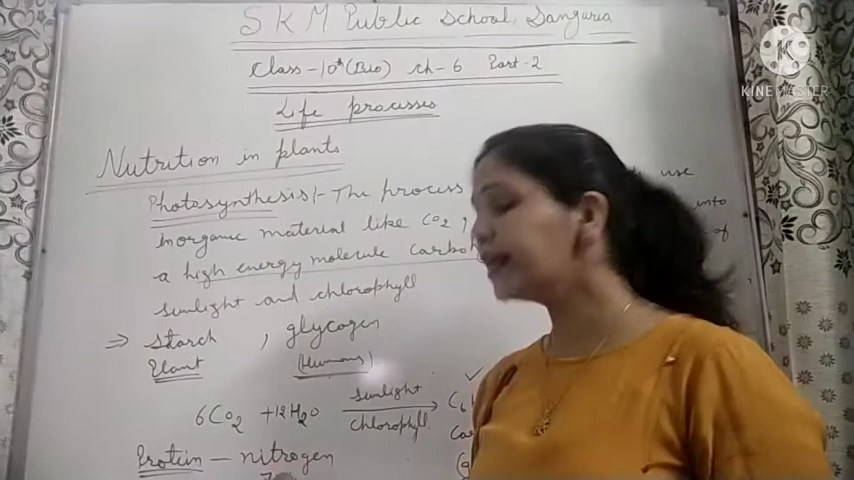 SKM Public School, Sangaria
Class-10th (Bio) ch-6 Part-2
Life processes
Nutrition in plants
Photosynthesis:- The process use
inorganic material like CO2, into
a high energy molecule of
sunlight and chlorophyll
⇒ Starch, glycogen
Plant (Humans)
6CO2 + 12H2O sunlight → chlorophyll
Protein — nitrogen
KINEMASTER